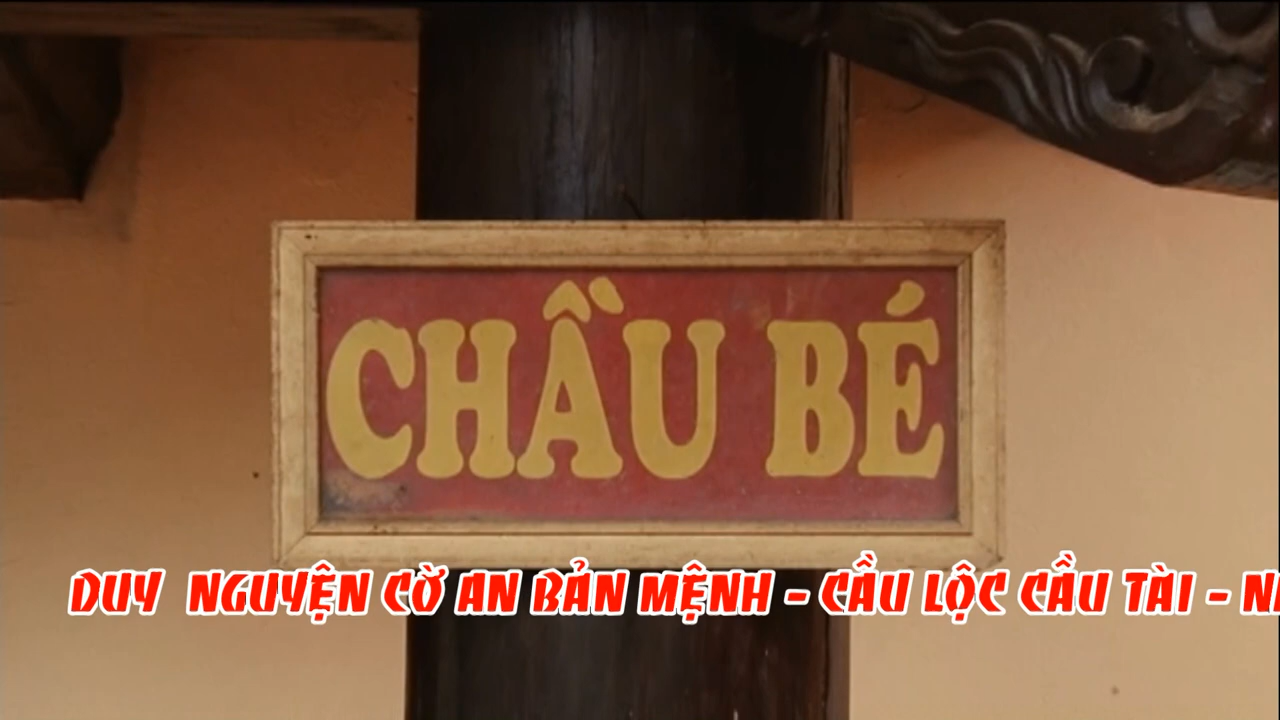 CHẦU BÉ
DUY NGUYỆN CỜ AN BẢN MỆNH - CẦU LỘC CẦU TÀI -